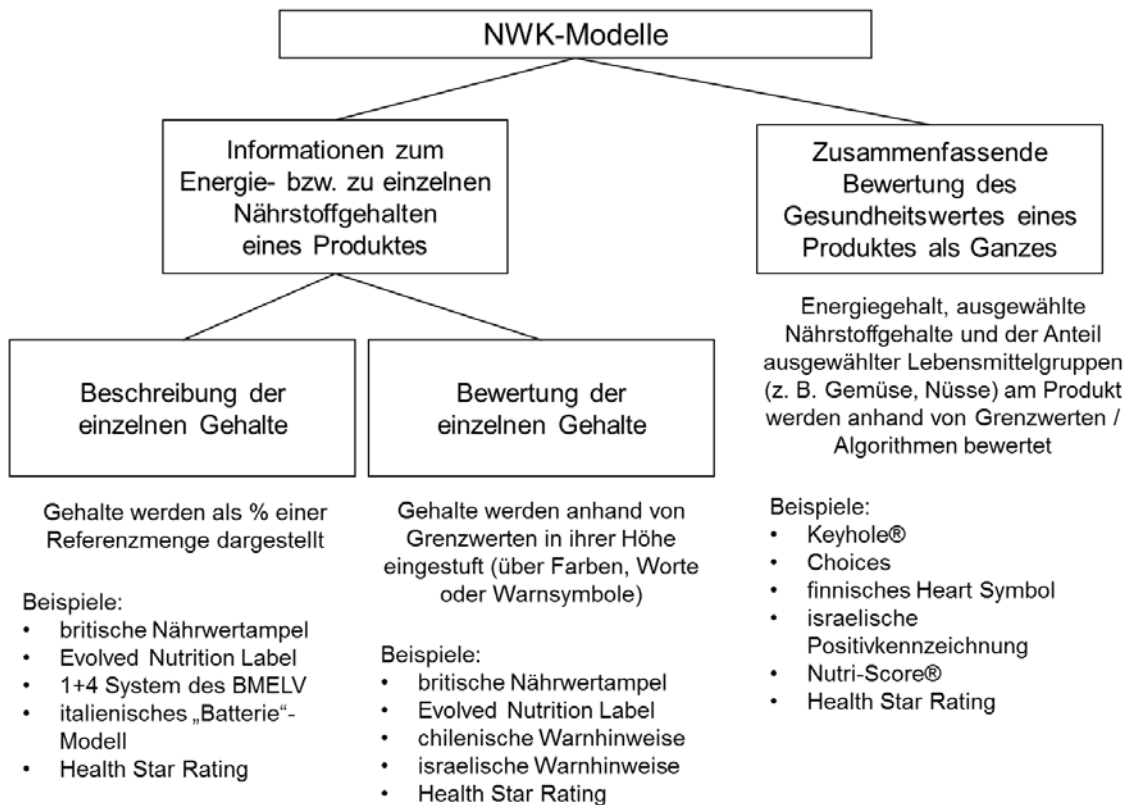 NWK-Modelle
Informationen zum
Energie- bzw. zu einzelnen
Nährstoffgehalten
eines Produktes
Zusammenfassende
Bewertung des
Gesundheitswertes eines
Produktes als Ganzes
Beschreibung der
einzelnen Gehalte
Gehalte werden als % einer
Referenzmenge dargestellt
Beispiele:
• britische Nährwertampel
• Evolved Nutrition Label
• 1+4 System des BMELV
• italienisches „Batterie“-
Modell
• Health Star Rating
Bewertung der
einzelnen Gehalte
Gehalte werden anhand von
Grenzwerten in ihrer Höhe
eingestuft (über Farben, Worte
oder Warnsymbole)
Beispiele:
• britische Nährwertampel
• Evolved Nutrition Label
• chilenische Warnhinweise
• israelische Warnhinweise
• Health Star Rating
Energiegehalt, ausgewählte
Nährstoffgehalte und der Anteil
ausgewählter Lebensmittelgruppen
(z. B. Gemüse, Nüsse) am Produkt
werden anhand von Grenzwerten /
Algorithmen bewertet
Beispiele:
• Keyhole®
• Choices
• finnisches Heart Symbol
• israelische
Positivkennzeichnung
• Nutri-Score®
• Health Star Rating